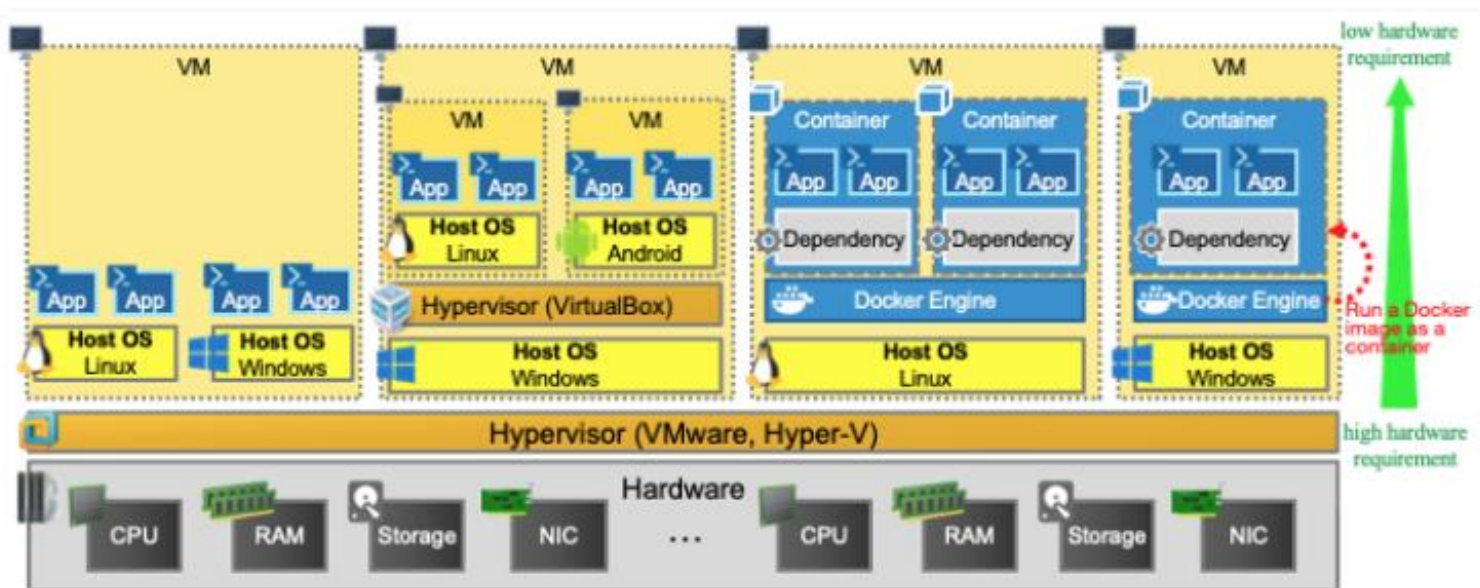 low hardware
requirement
VM
VM
VM
VM
VM
VM
Container
Container
Container
App
App
App
App
App
App
App
App
App
App
Host OS
Linux
Host OS
Android
Dependency
Dependency
Dependency
App
App
App
App
Hypervisor (VirtualBox)
Docker Engine
Docker Engine
Run a Docker
image as a
container
Host OS
Linux
Host OS
Windows
Host OS
Windows
Host OS
Linux
Host OS
Windows
Hypervisor (VMware, Hyper-V)
high hardware
requirement
Hardware
CPU
RAM
Storage
NIC
...
CPU
RAM
Storage
NIC